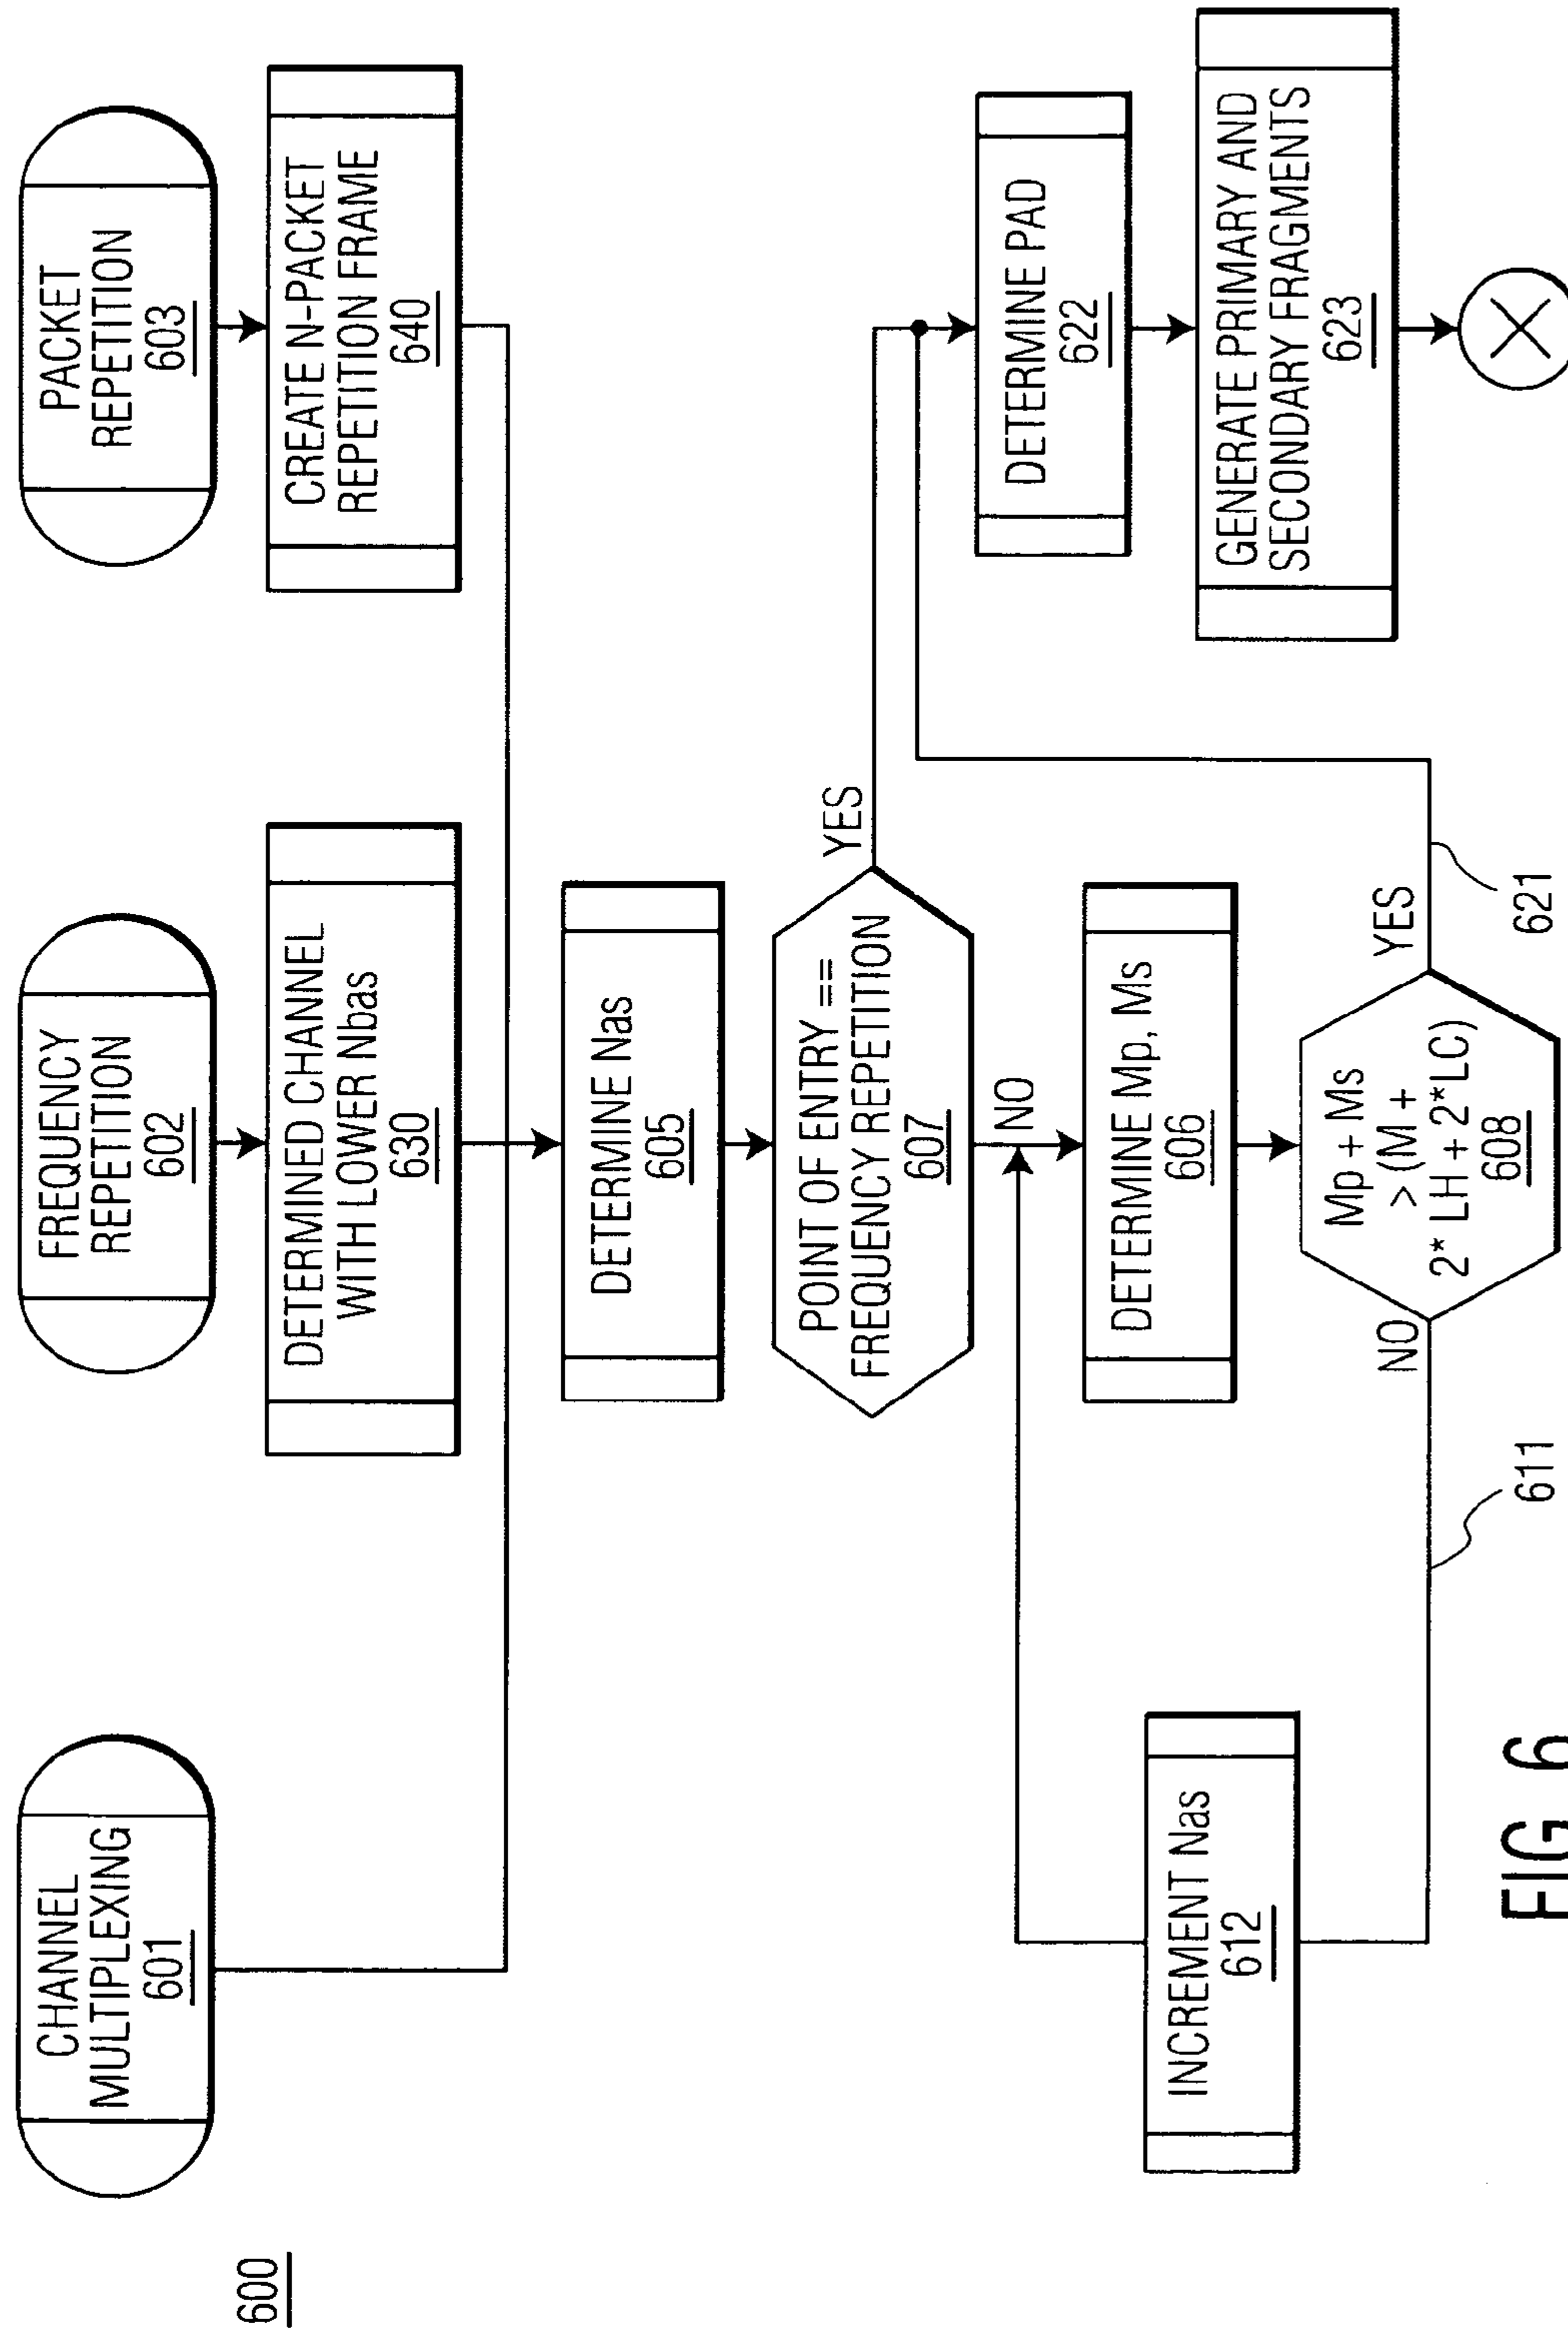 600
CHANNEL
MULTIPLEXING
601
FREQUENCY
REPETITION
602
PACKET
REPETITION
603
DETERMINED CHANNEL
WITH LOWER Nbas
630
CREATE N-PACKET
REPETITION FRAME
640
DETERMINE Nas
605
POINT OF ENTRY ==
FREQUENCY REPETITION
607
YES
NO
DETERMINE PAD
622
INCREMENT Nas
612
DETERMINE Mp, Ms
606
GENERATE PRIMARY AND
SECONDARY FRAGMENTS
623
Mp + Ms
> (M +
2* LH + 2*LC)
608
NO
YES
611
621
FIG. 6